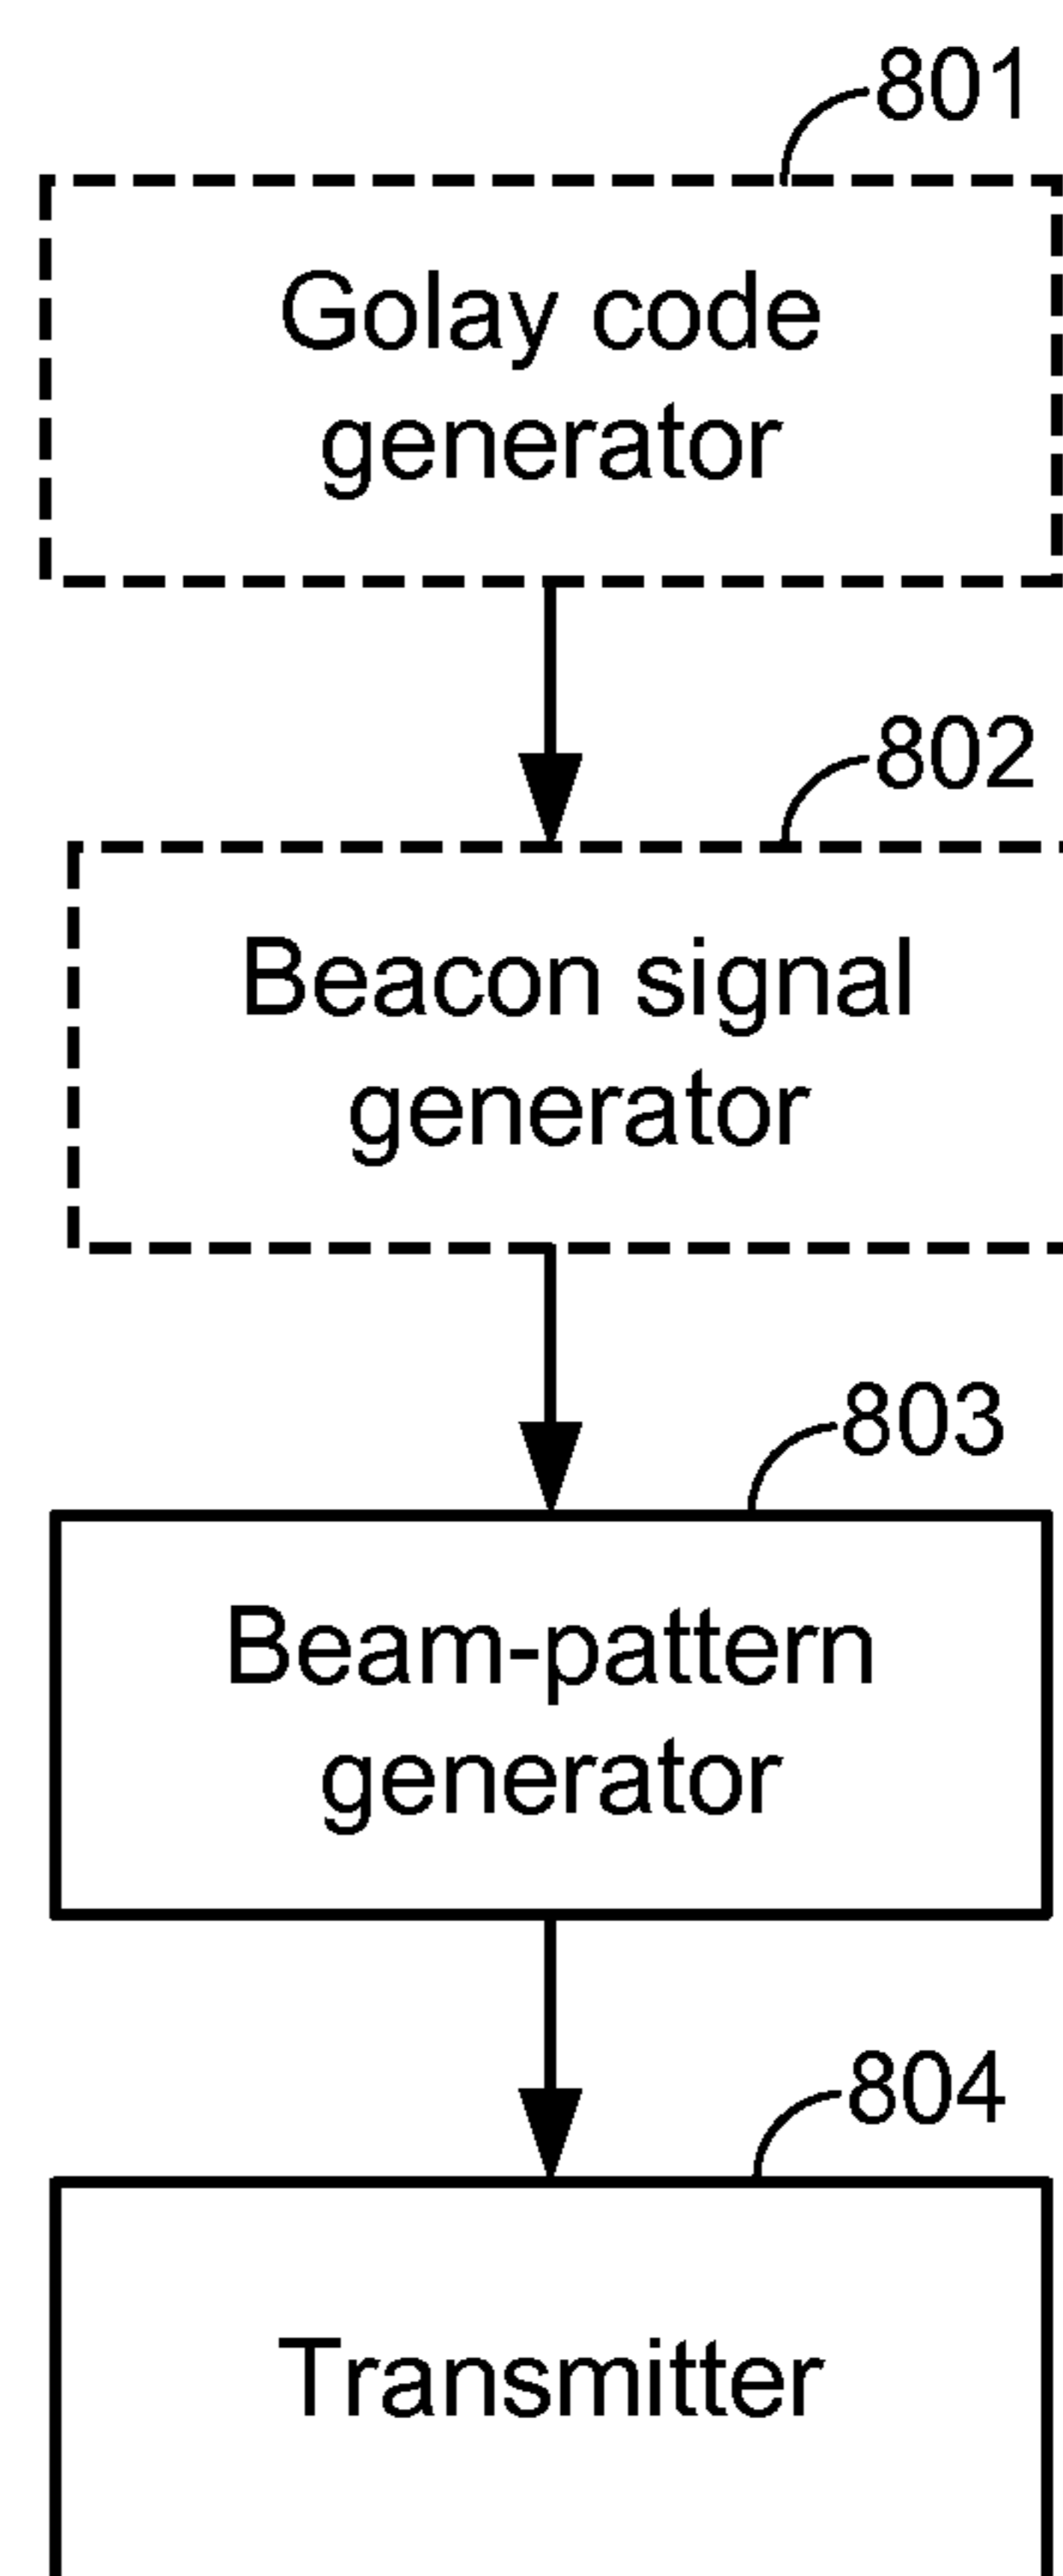 801
Golay code
generator
802
Beacon signal
generator
803
Beam-pattern
generator
804
Transmitter